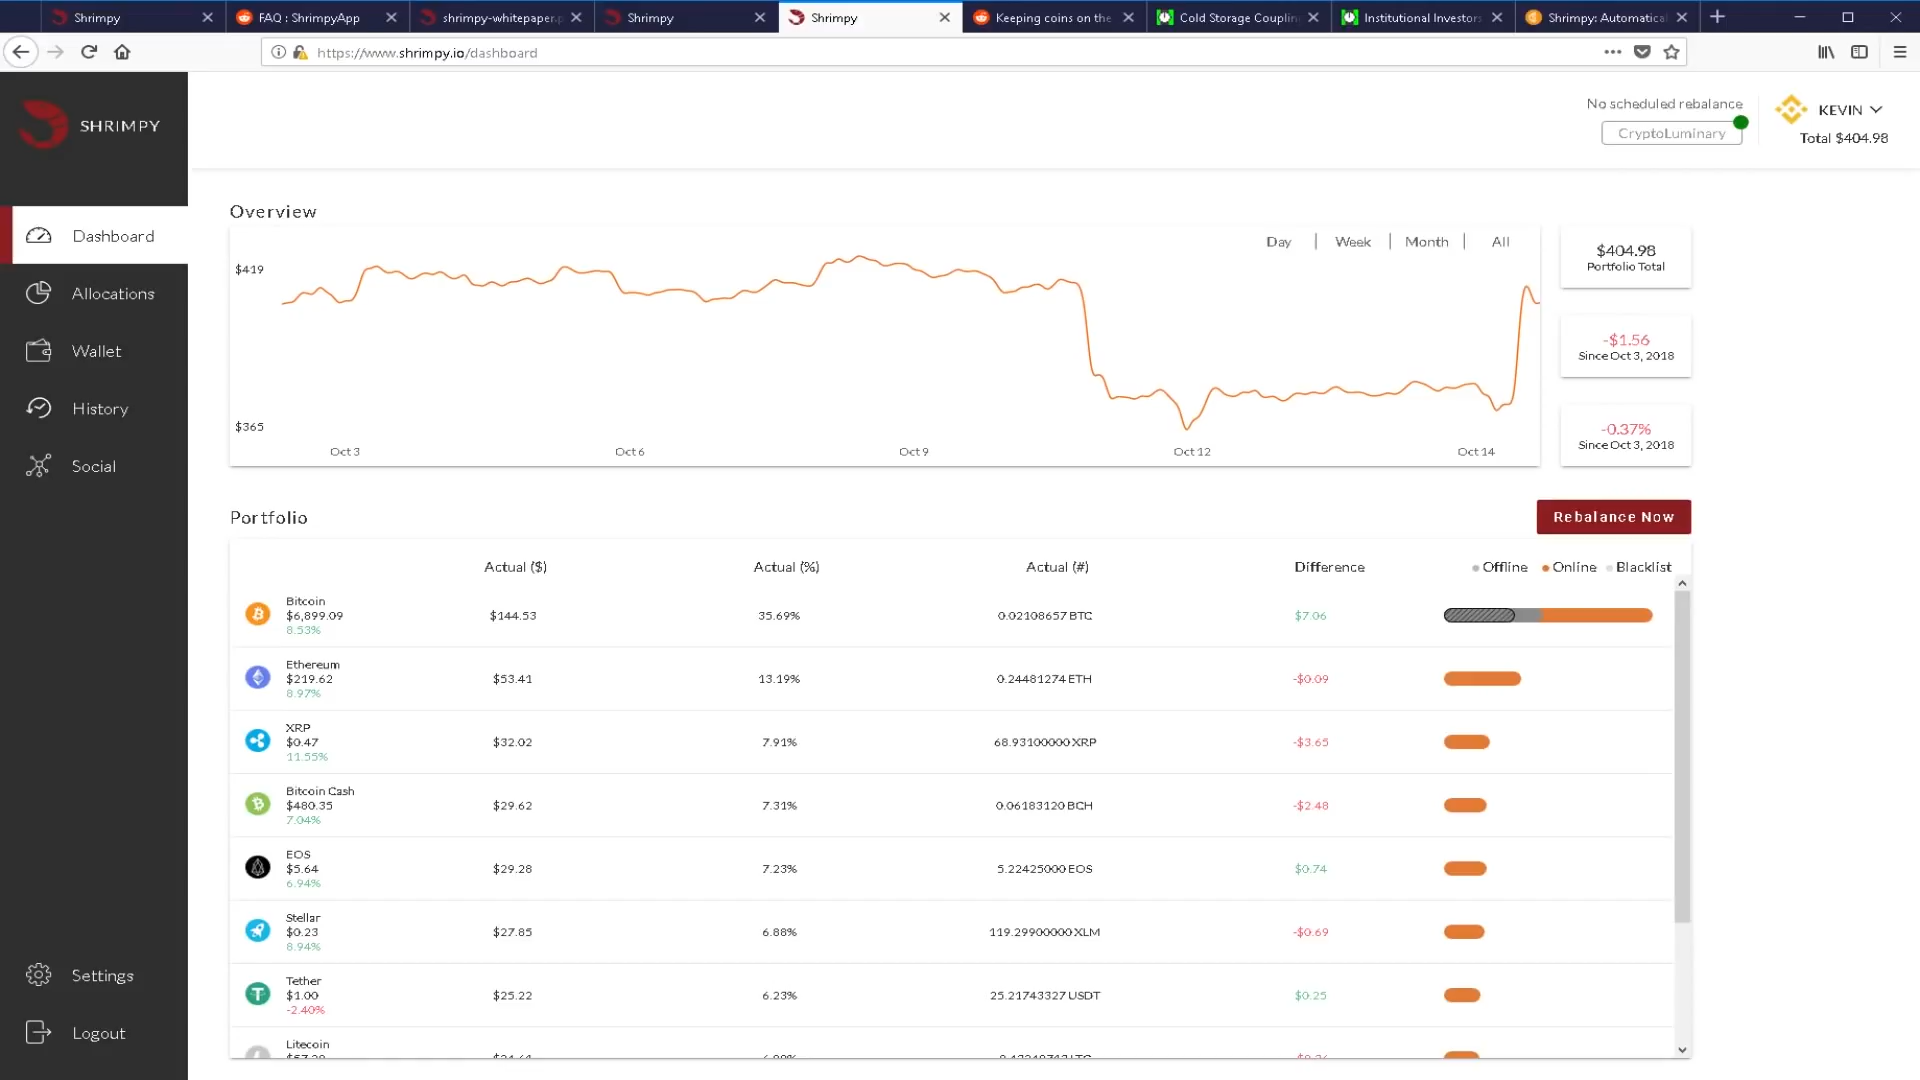 Shrimpy
FAQ : ShrimpyApp
shrimpy-whitepaper.p
Shrimpy
Shrimpy
Keeping coins on the
Cold Storage Couplin
Institutional Investors
Shrimpy: Automatica
https://www.shrimpy.io/dashboard
SHRIMPY
No scheduled rebalance
CryptoLuminary
KEVIN
Total $404.98
Dashboard
Allocations
Wallet
History
Social
Settings
Logout
Overview
Day | Week | Month | All
$419
$365
Oct 3 Oct 6 Oct 9 Oct 12 Oct 14
$404.98
Portfolio Total
-$1.56
Since Oct 3, 2018
-0.37%
Since Oct 3, 2018
Portfolio
Rebalance Now
Actual ($) Actual (%) Actual (#) Difference Offline Online Blacklist
Bitcoin
$6,899.09 $144.53 35.69% 0.02108657 BTC $7.06
8.53%
Ethereum
$219.62 $53.41 13.19% 0.24481274 ETH -$0.09
8.97%
XRP
$0.47 $32.02 7.91% 68.93100000 XRP -$3.65
11.55%
Bitcoin Cash
$480.35 $29.62 7.31% 0.06183120 BCH -$2.48
7.04%
EOS
$5.64 $29.28 7.23% 5.22425000 EOS $0.74
6.94%
Stellar
$0.23 $27.85 6.88% 119.29900000 XLM -$0.69
8.94%
Tether
$1.00 $25.22 6.23% 25.21743327 USDT $0.25
-2.40%
Litecoin